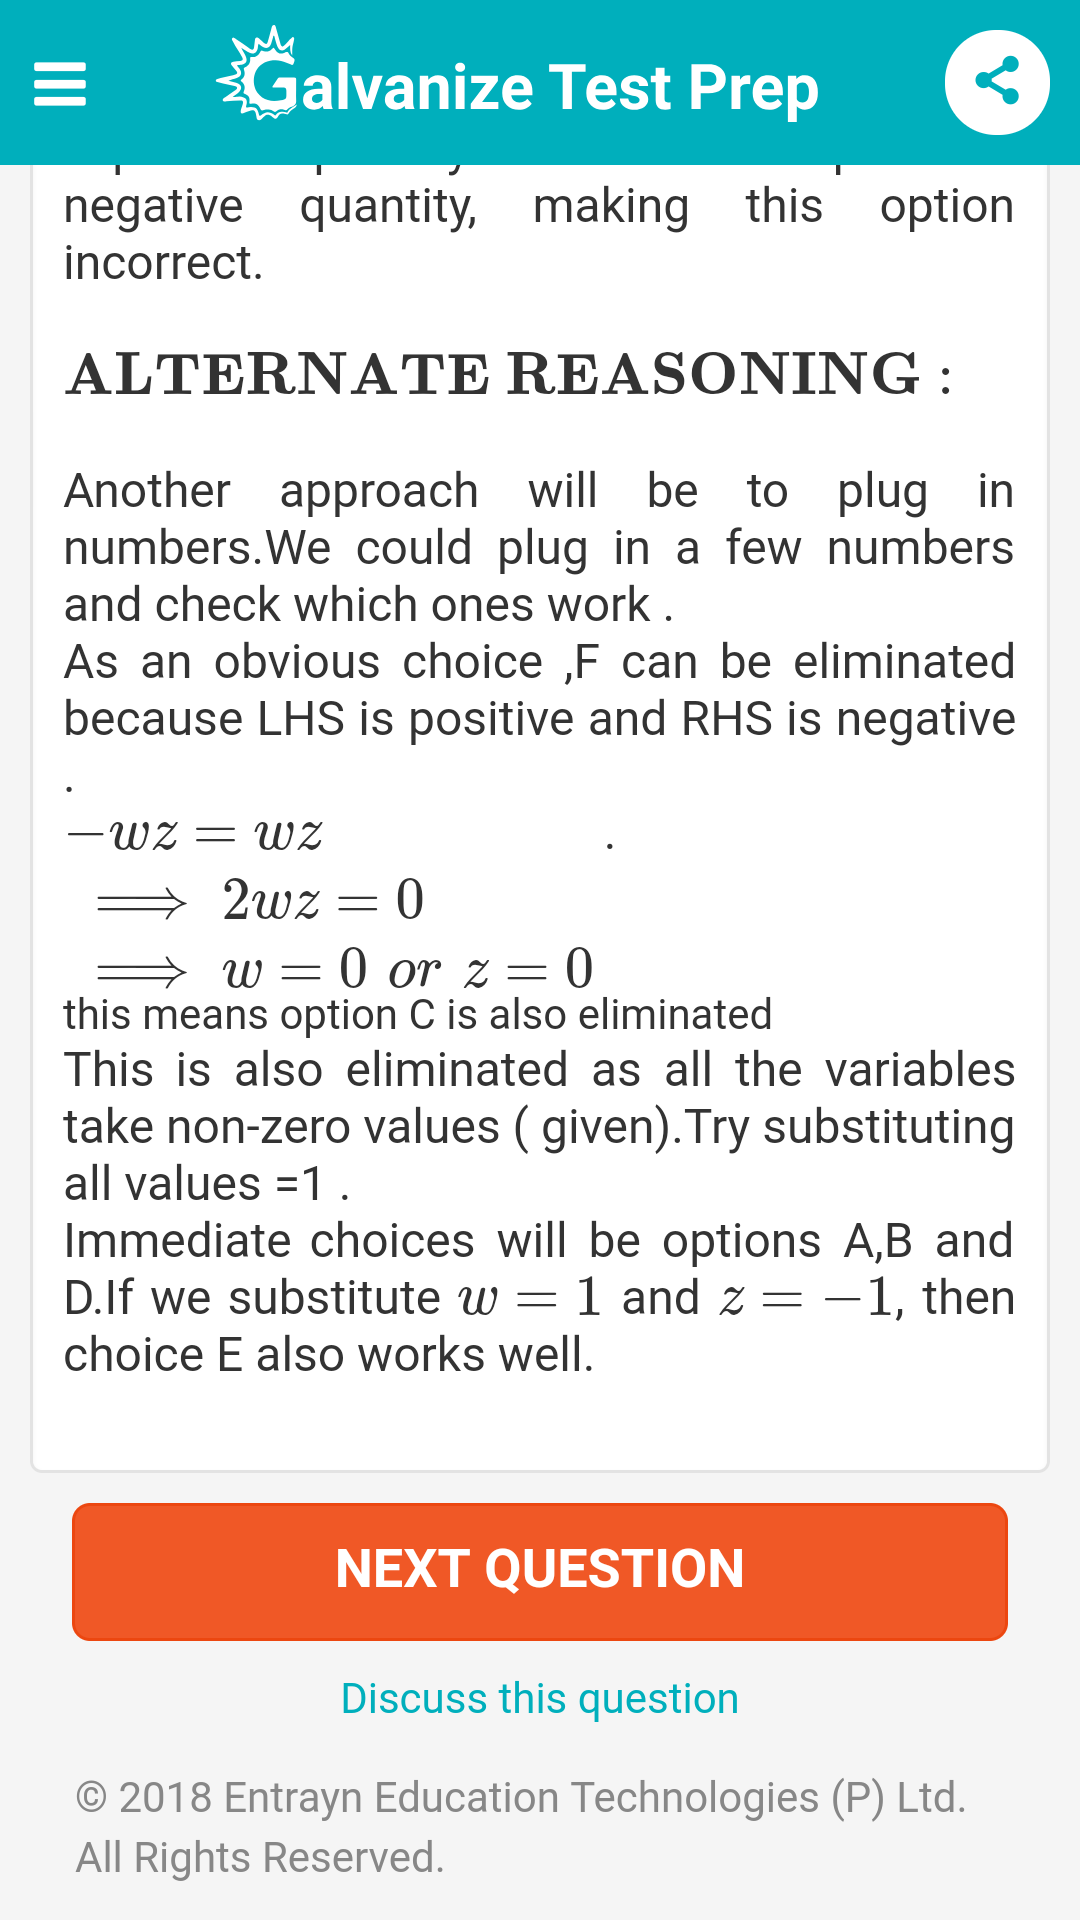 Galvanize Test Prep
negative quantity, making this option
incorrect.
ALTERNATE REASONING :
Another approach will be to plug in
numbers.We could plug in a few numbers
and check which ones work .
As an obvious choice ,F can be eliminated
because LHS is positive and RHS is negative
.
−wz = wz .
⟹ 2wz = 0
⟹ w = 0 or z = 0
this means option C is also eliminated
This is also eliminated as all the variables
take non-zero values ( given).Try substituting
all values =1 .
Immediate choices will be options A,B and
D.If we substitute w = 1 and z = −1, then
choice E also works well.
NEXT QUESTION
Discuss this question
© 2018 Entrayn Education Technologies (P) Ltd.
All Rights Reserved.